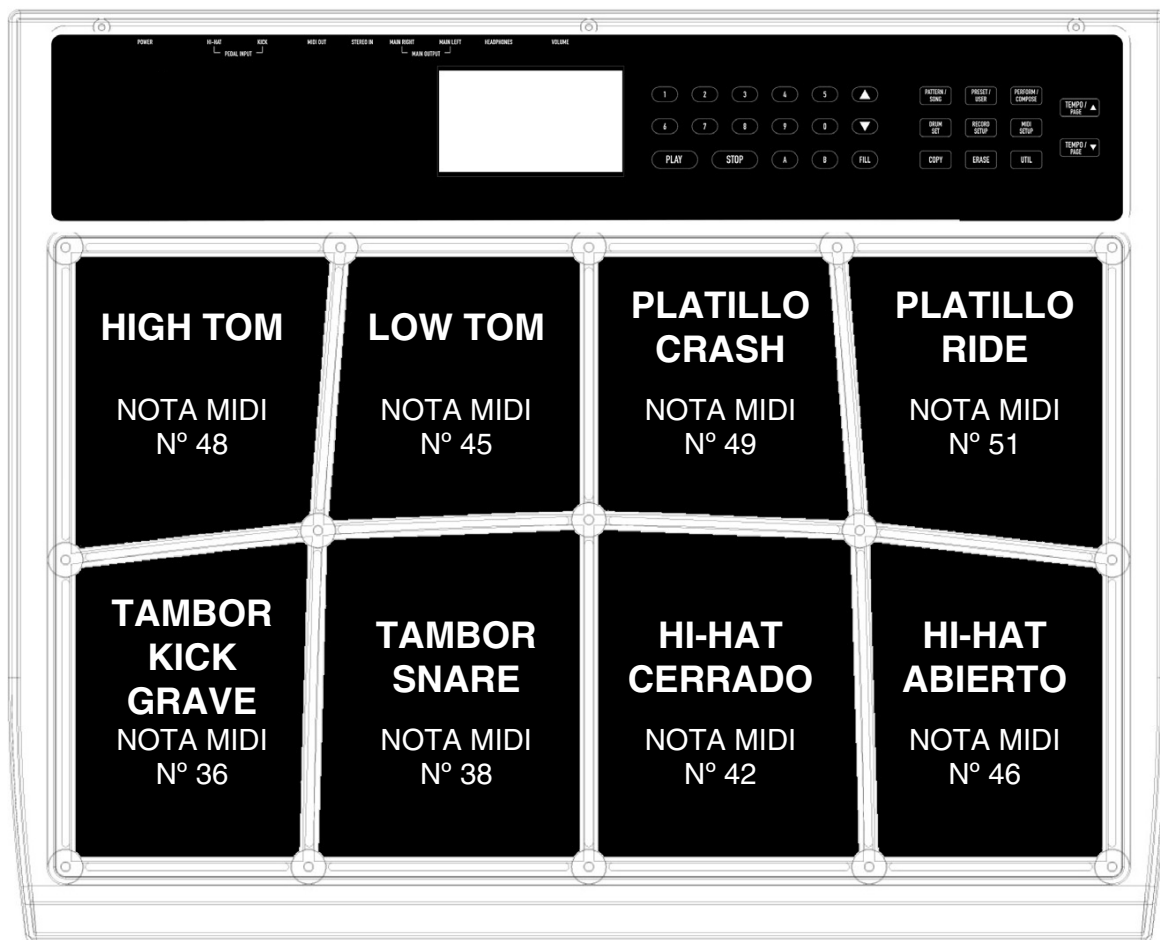 POWER
HI-HAT KICK
PEDAL INPUT
MIDI OUT
STEREO IN
MAIN RIGHT MAIN LEFT
MAIN OUTPUT
HEADPHONES
VOLUME
1 2 3 4 5
6 7 8 9 0
PLAY STOP A B FILL
PATTERN /
SONG
PRESET /
USER
PERFORM /
COMPOSE
DRUM
SET
RECORD
SETUP
MIDI
SETUP
COPY ERASE UTIL
TEMPO /
PAGE
TEMPO /
PAGE
HIGH TOM
NOTA MIDI
Nº 48
LOW TOM
NOTA MIDI
Nº 45
PLATILLO
CRASH
NOTA MIDI
Nº 49
PLATILLO
RIDE
NOTA MIDI
Nº 51
TAMBOR
KICK
GRAVE
NOTA MIDI
Nº 36
TAMBOR
SNARE
NOTA MIDI
Nº 38
HI-HAT
CERRADO
NOTA MIDI
Nº 42
HI-HAT
ABIERTO
NOTA MIDI
Nº 46